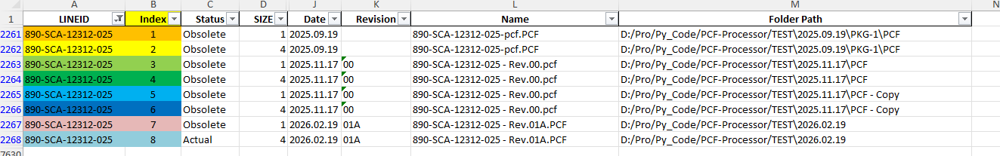 A B C D J K L M N
1 LINEID Index Status SIZE Date Revision Name Folder Path
2261 890-SCA-12312-025 1 Obsolete 1 2025.09.19 890-SCA-12312-025-pcf.PCF D:/Pro/Py_Code/PCF-Processor/TEST\2025.09.19\PKG-1\PCF
2262 890-SCA-12312-025 2 Obsolete 4 2025.09.19 890-SCA-12312-025-pcf.PCF D:/Pro/Py_Code/PCF-Processor/TEST\2025.09.19\PKG-1\PCF
2263 890-SCA-12312-025 3 Obsolete 1 2025.11.17 00 890-SCA-12312-025 - Rev.00.pcf D:/Pro/Py_Code/PCF-Processor/TEST\2025.11.17\PCF
2264 890-SCA-12312-025 4 Obsolete 4 2025.11.17 00 890-SCA-12312-025 - Rev.00.pcf D:/Pro/Py_Code/PCF-Processor/TEST\2025.11.17\PCF
2265 890-SCA-12312-025 5 Obsolete 1 2025.11.17 00 890-SCA-12312-025 - Rev.00.pcf D:/Pro/Py_Code/PCF-Processor/TEST\2025.11.17\PCF - Copy
2266 890-SCA-12312-025 6 Obsolete 4 2025.11.17 00 890-SCA-12312-025 - Rev.00.pcf D:/Pro/Py_Code/PCF-Processor/TEST\2025.11.17\PCF - Copy
2267 890-SCA-12312-025 7 Obsolete 1 2026.02.19 01A 890-SCA-12312-025 - Rev.01A.PCF D:/Pro/Py_Code/PCF-Processor/TEST\2026.02.19
2268 890-SCA-12312-025 8 Actual 4 2026.02.19 01A 890-SCA-12312-025 - Rev.01A.PCF D:/Pro/Py_Code/PCF-Processor/TEST\2026.02.19
7630